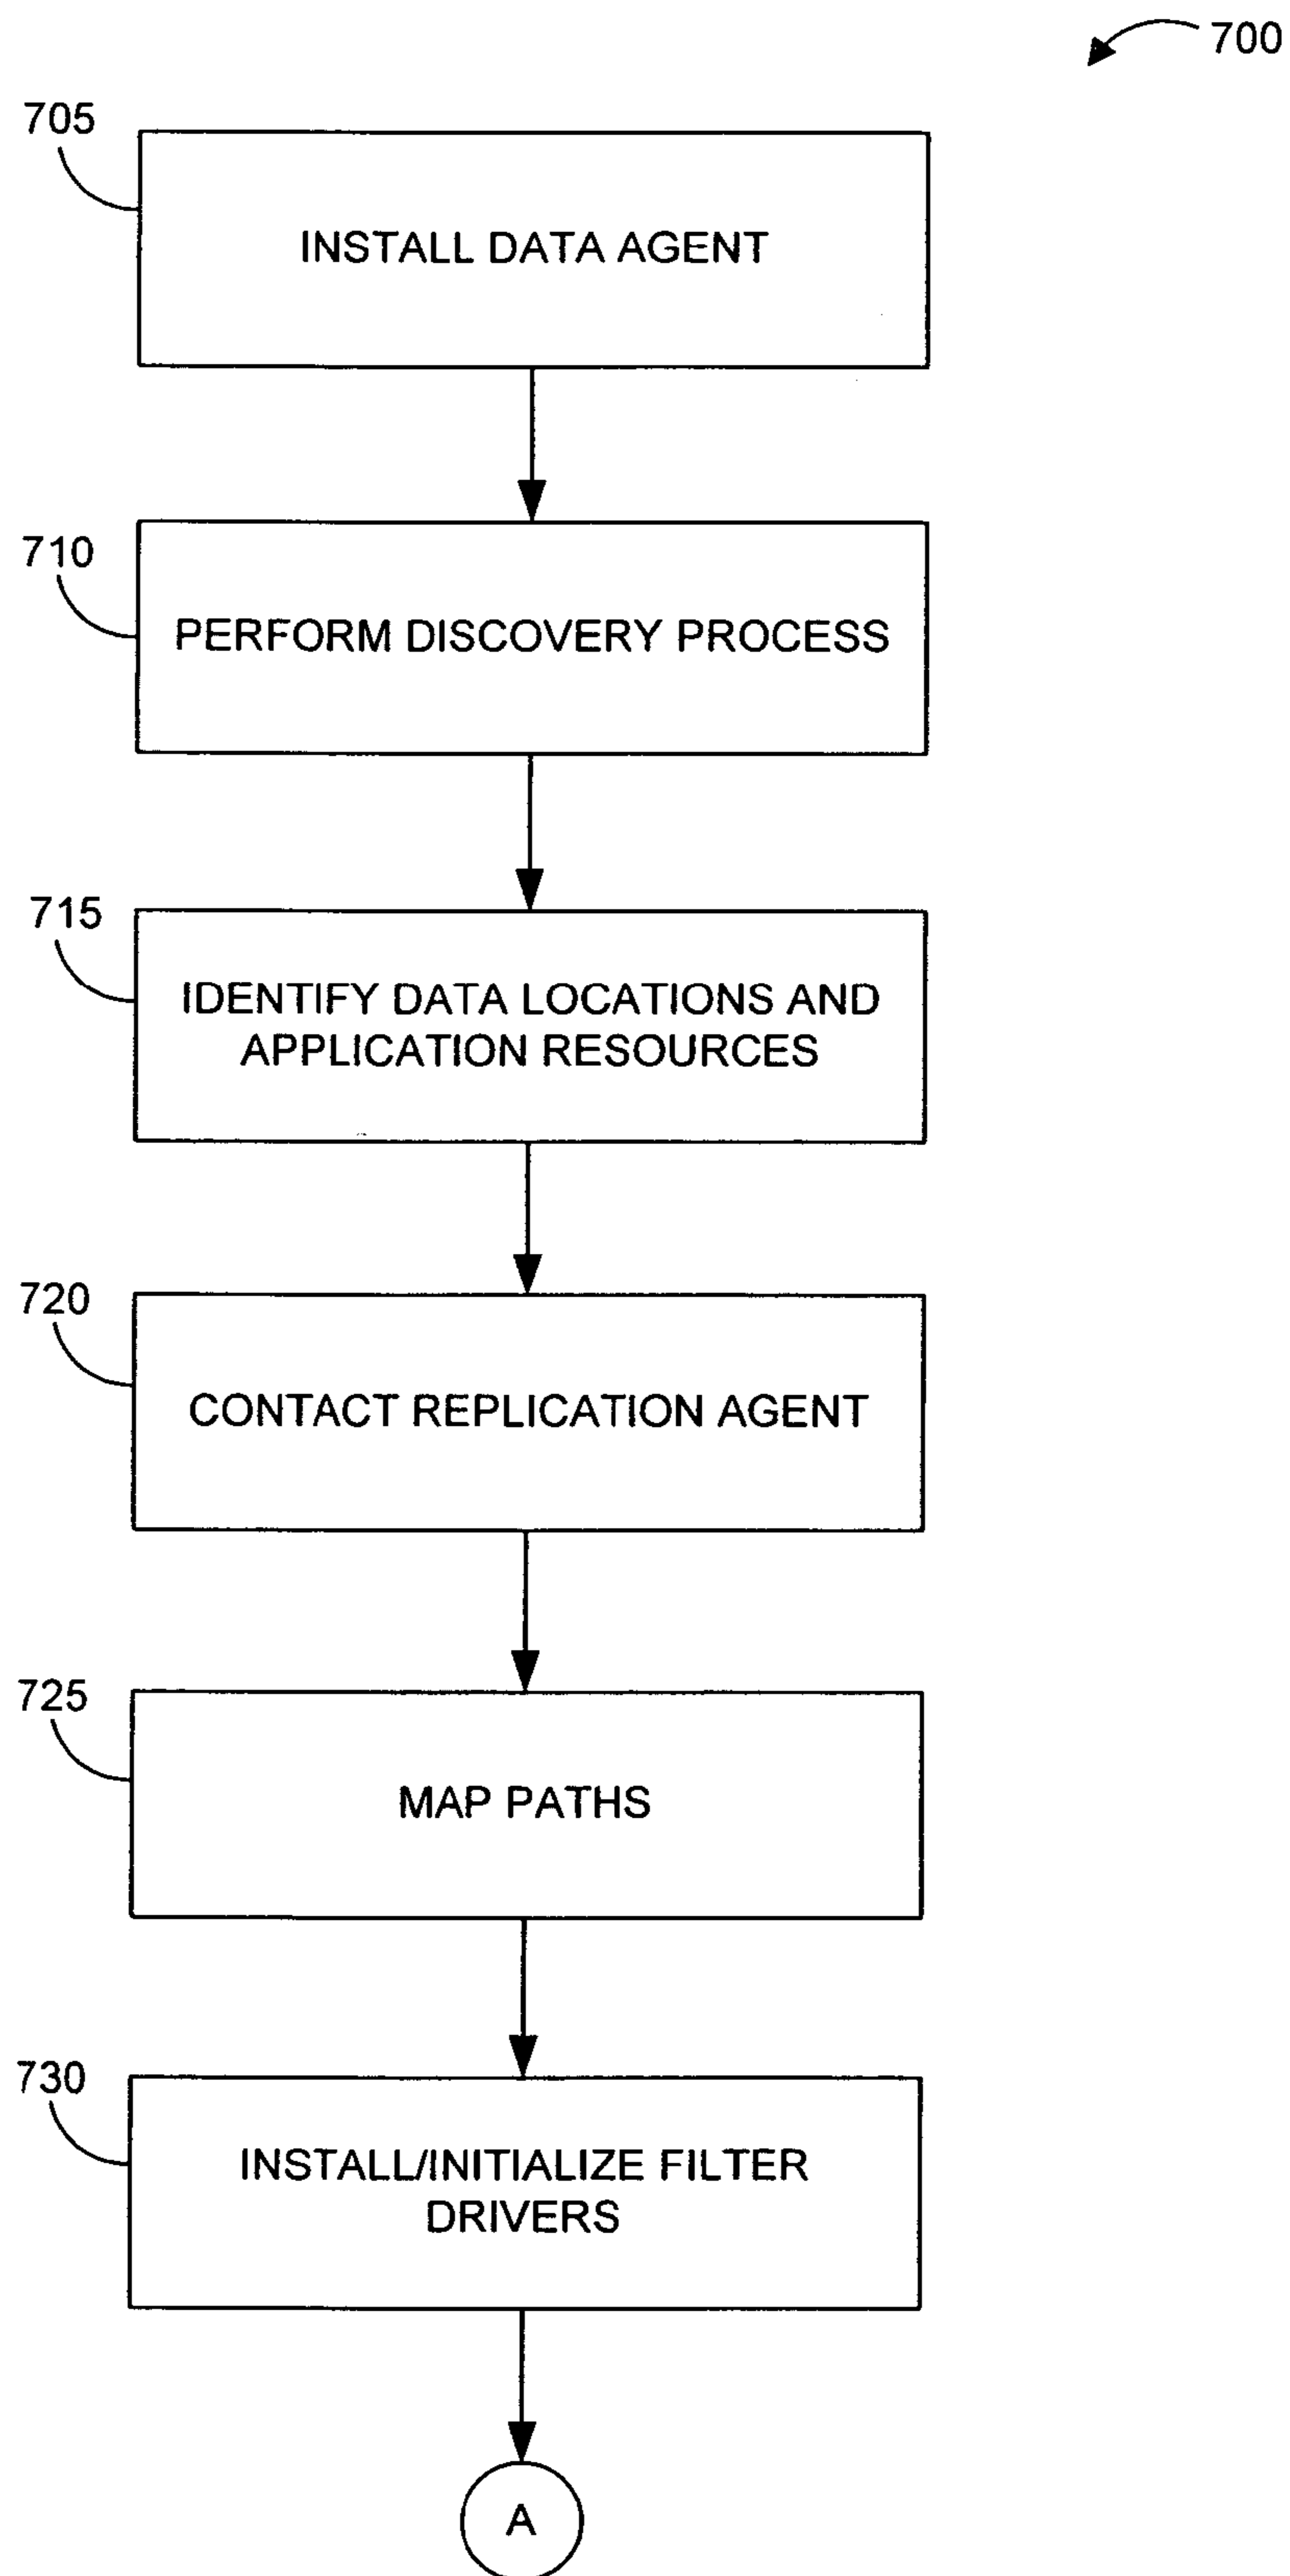 700
705
INSTALL DATA AGENT
710
PERFORM DISCOVERY PROCESS
715
IDENTIFY DATA LOCATIONS AND
APPLICATION RESOURCES
720
CONTACT REPLICATION AGENT
725
MAP PATHS
730
INSTALL/INITIALIZE FILTER
DRIVERS
A